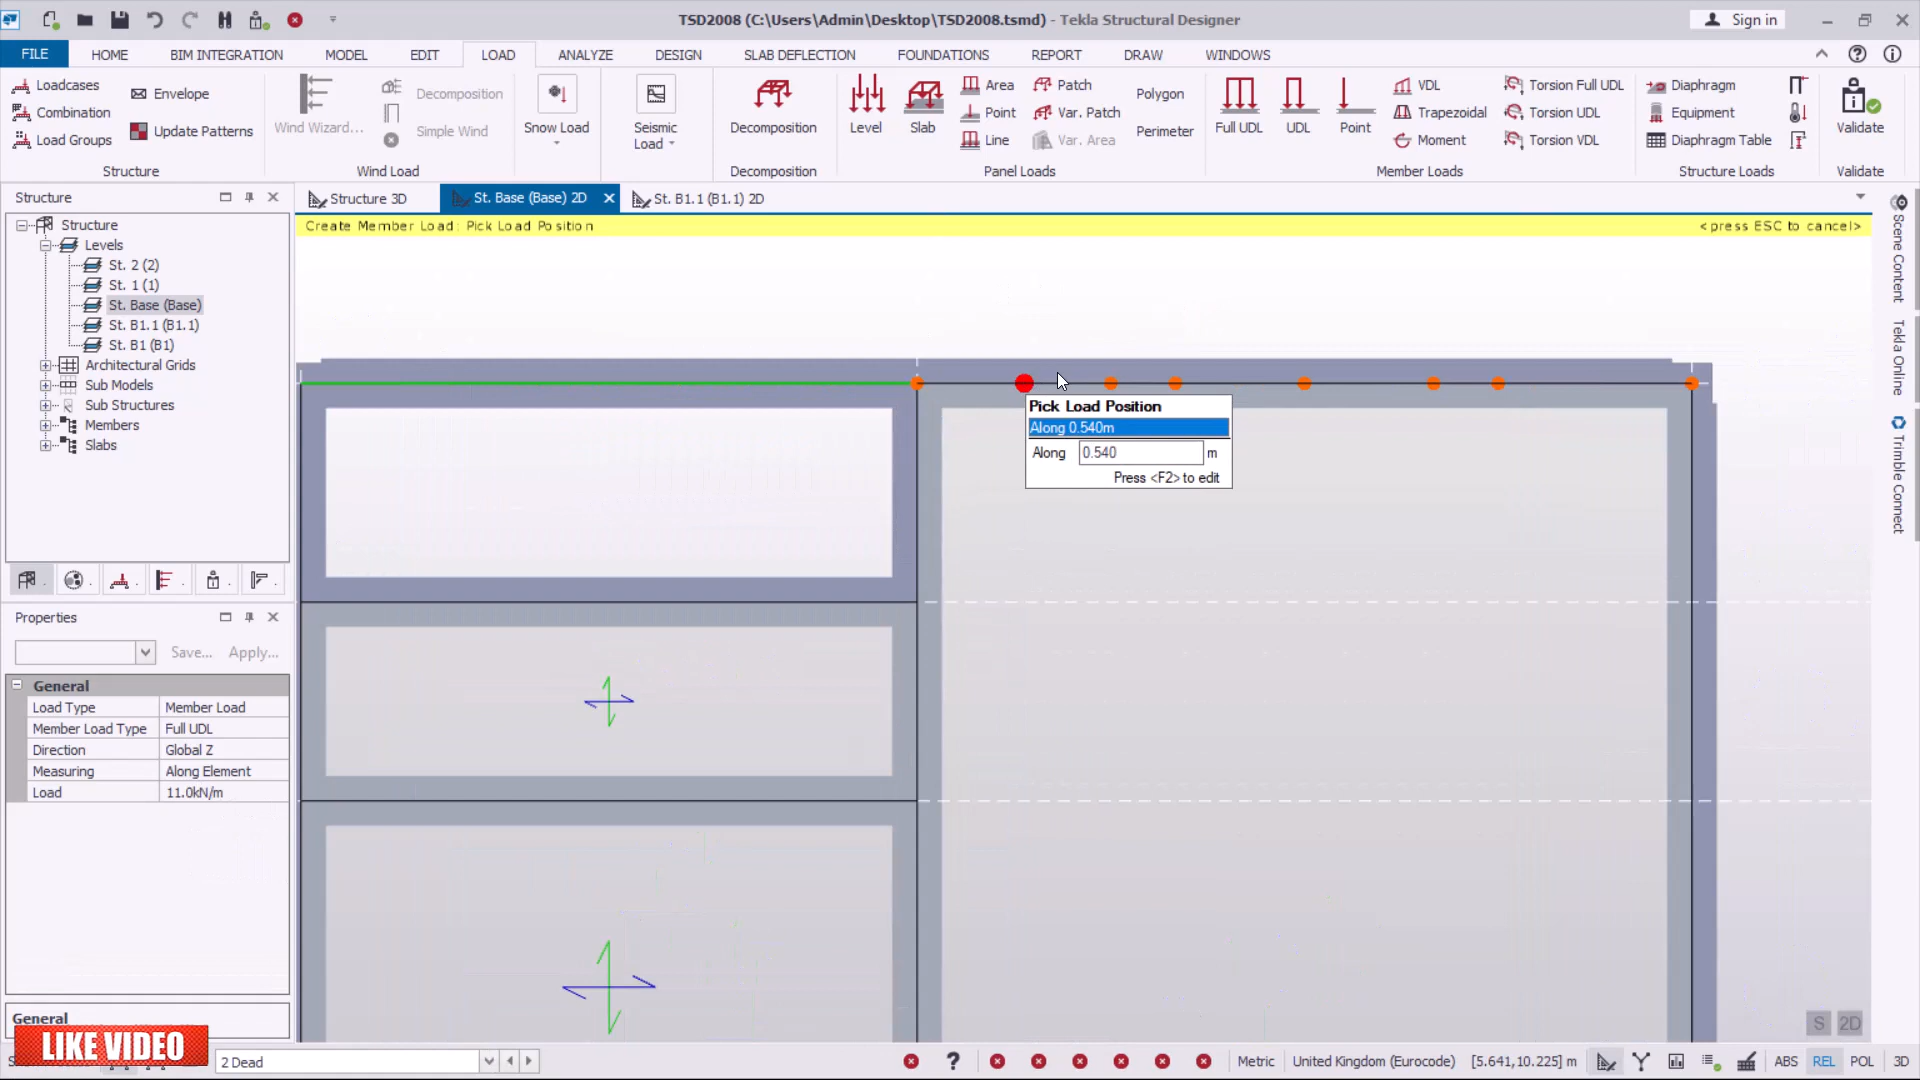 TSD2008 (C:\Users\Admin\Desktop\TSD2008.tsmd) - Tekla Structural Designer
Sign in
FILE
HOME
BIM INTEGRATION
MODEL
EDIT
LOAD
ANALYZE
DESIGN
SLAB DEFLECTION
FOUNDATIONS
REPORT
DRAW
WINDOWS
Loadcases
Combination
Load Groups
Envelope
Update Patterns
Structure
Wind Wizard...
Decomposition
Simple Wind
Wind Load
Snow Load
Seismic
Load
Decomposition
Decomposition
Level
Slab
Area
Point
Line
Patch
Var. Patch
Var. Area
Polygon
Perimeter
Panel Loads
Full UDL
UDL
Point
VDL
Trapezoidal
Moment
Torsion Full UDL
Torsion UDL
Torsion VDL
Member Loads
Diaphragm
Equipment
Diaphragm Table
Structure Loads
Validate
Validate
Structure
Structure 3D
St. Base (Base) 2D
St. B1.1 (B1.1) 2D
Create Member Load: Pick Load Position
<press ESC to cancel>
Structure
Levels
St. 2 (2)
St. 1 (1)
St. Base (Base)
St. B1.1 (B1.1)
St. B1 (B1)
Architectural Grids
Sub Models
Sub Structures
Members
Slabs
Scene Content
Tekla Online
Trimble Connect
Pick Load Position
Along 0.540m
Along 0.540 m
Press <F2> to edit
Properties
Save...
Apply...
General
Load Type Member Load
Member Load Type Full UDL
Direction Global Z
Measuring Along Element
Load 11.0kN/m
General
LIKE VIDEO
S 2D
2 Dead
Metric
United Kingdom (Eurocode)
[5.641,10.225] m
ABS
REL
POL
3D